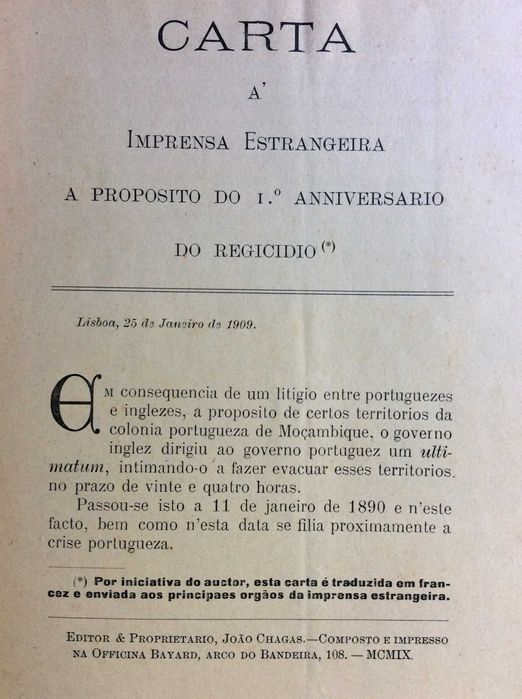 CARTA
A'
IMPRENSA ESTRANGEIRA
A PROPOSITO DO 1.º ANNIVERSARIO
DO REGICIDIO (*)
Lisboa, 25 de Janeiro de 1909.
EM consequencia de um litigio entre portuguezes
e inglezes, a proposito de certos territorios da
colonia portugueza de Moçambique, o governo
inglez dirigiu ao governo portuguez um ulti-
matum, intimando-o a fazer evacuar esses territorios.
no prazo de vinte e quatro horas.
Passou-se isto a 11 de janeiro de 1890 e n'este
facto, bem como n'esta data se filia proximamente a
crise portugueza.
(*) Por iniciativa do auctor, esta carta é traduzida em fran-
cez e enviada aos principaes orgãos da imprensa estrangeira.
EDITOR & PROPRIETARIO, JOÃO CHAGAS.—COMPOSTO E IMPRESSO
NA OFFICINA BAYARD, ARCO DO BANDEIRA, 108. — MCMIX.